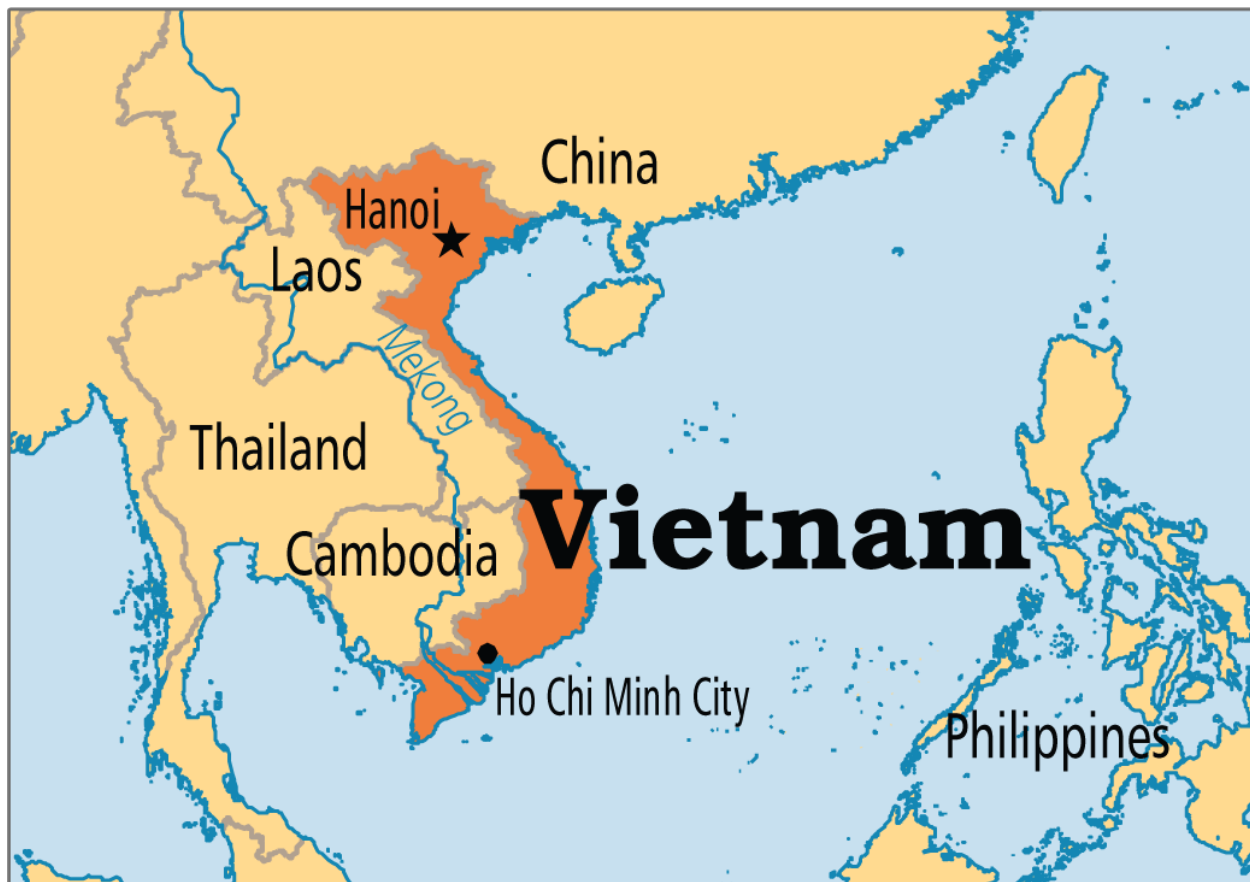 China
Hanoi
Laos
Mekong
Thailand
Vietnam
Cambodia
Ho Chi Minh City
Philippines